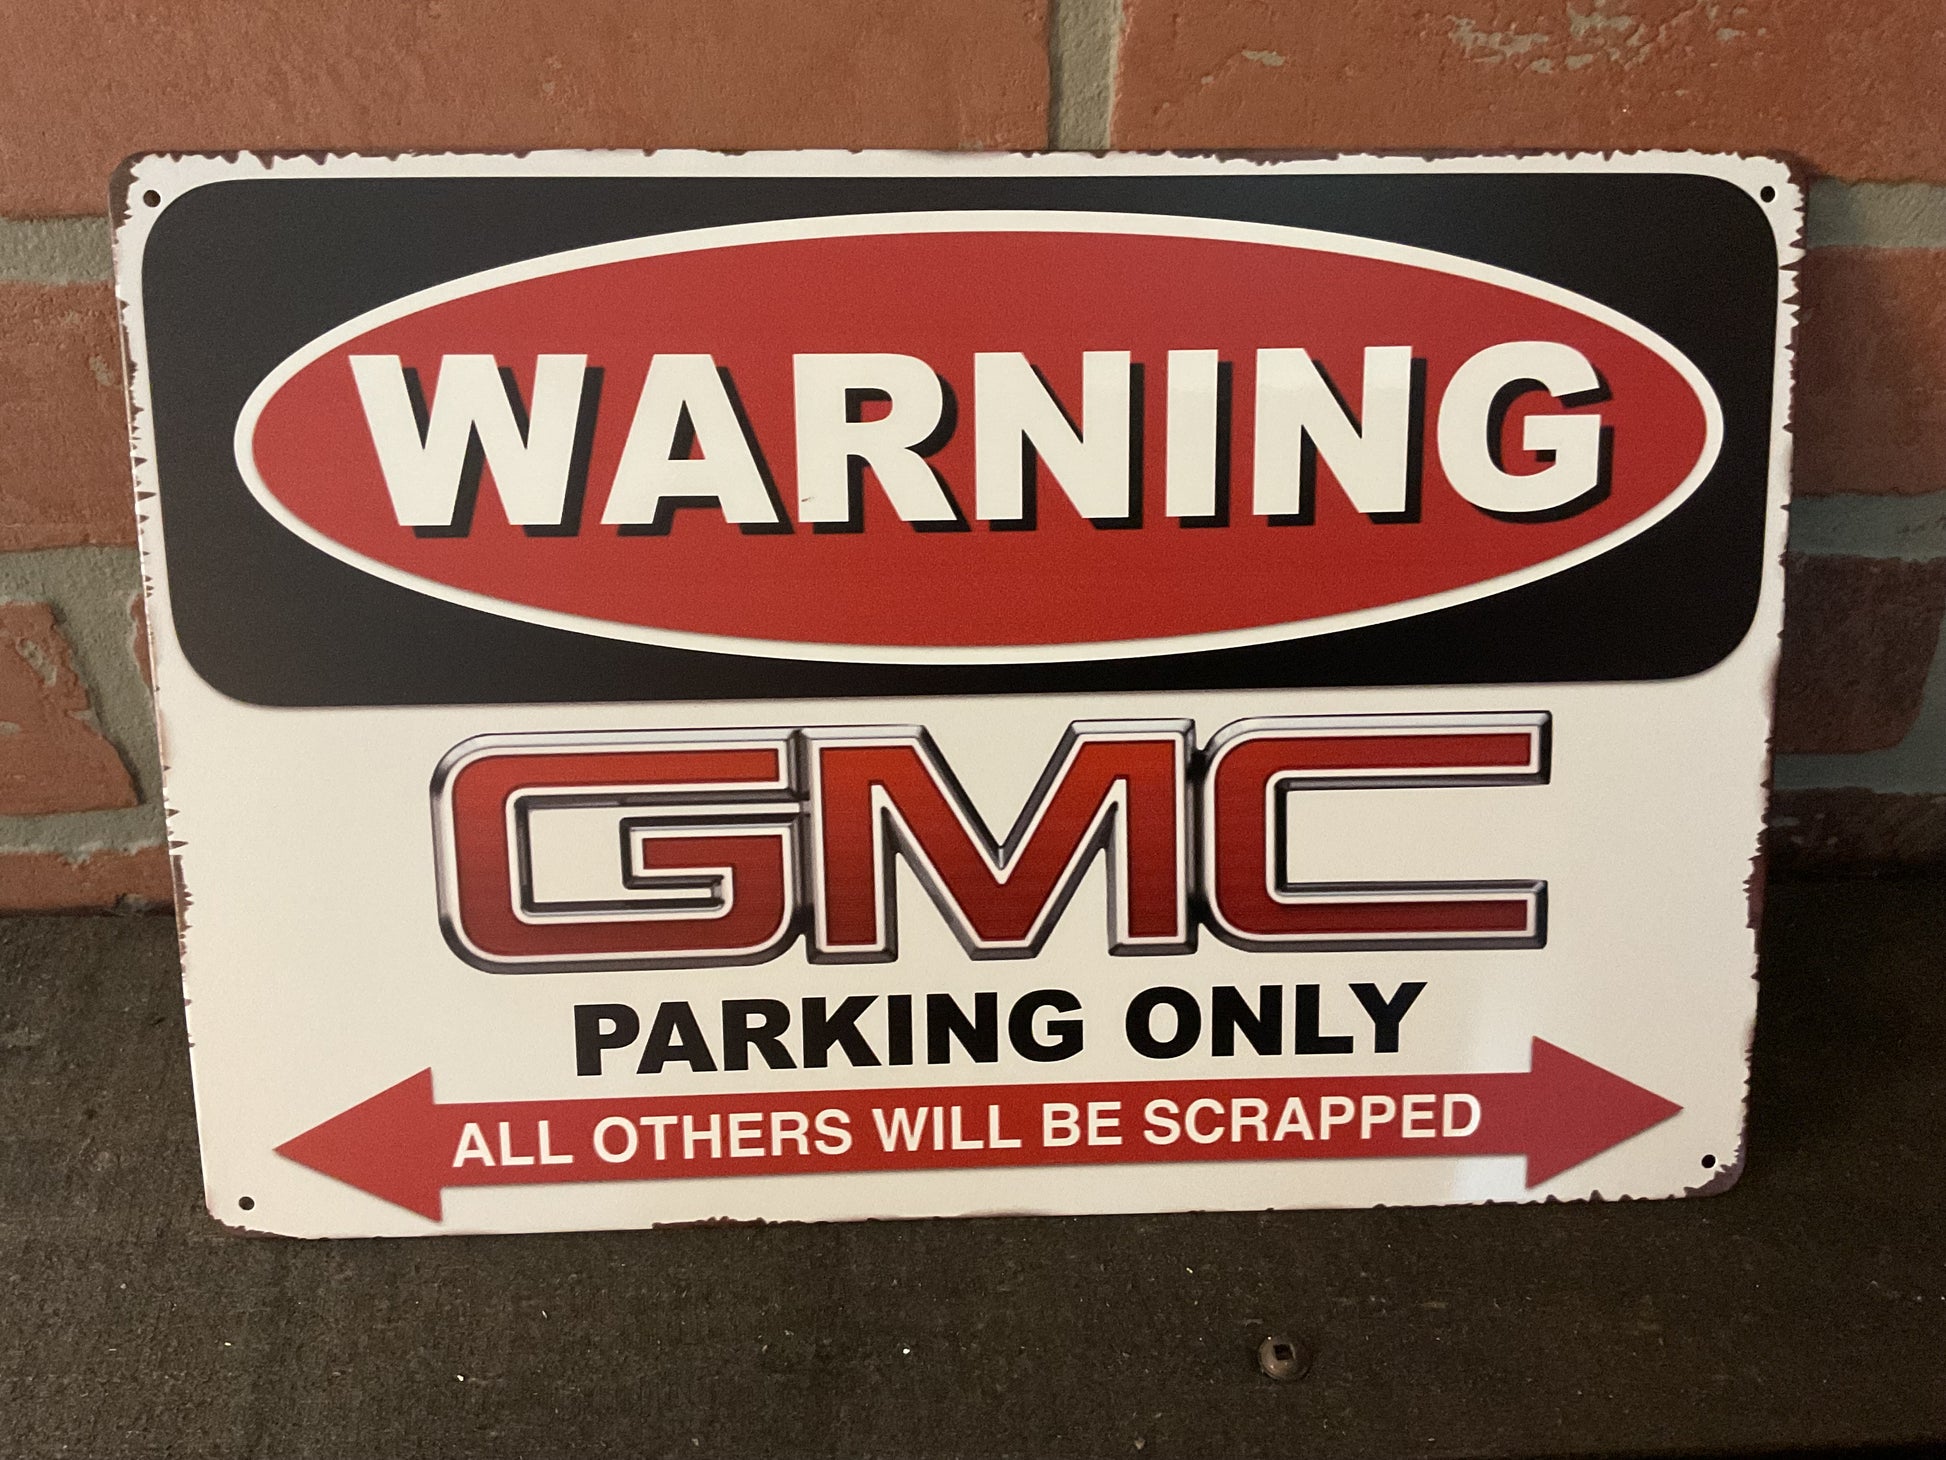 WARNING
GMC
PARKING ONLY
ALL OTHERS WILL BE SCRAPPED